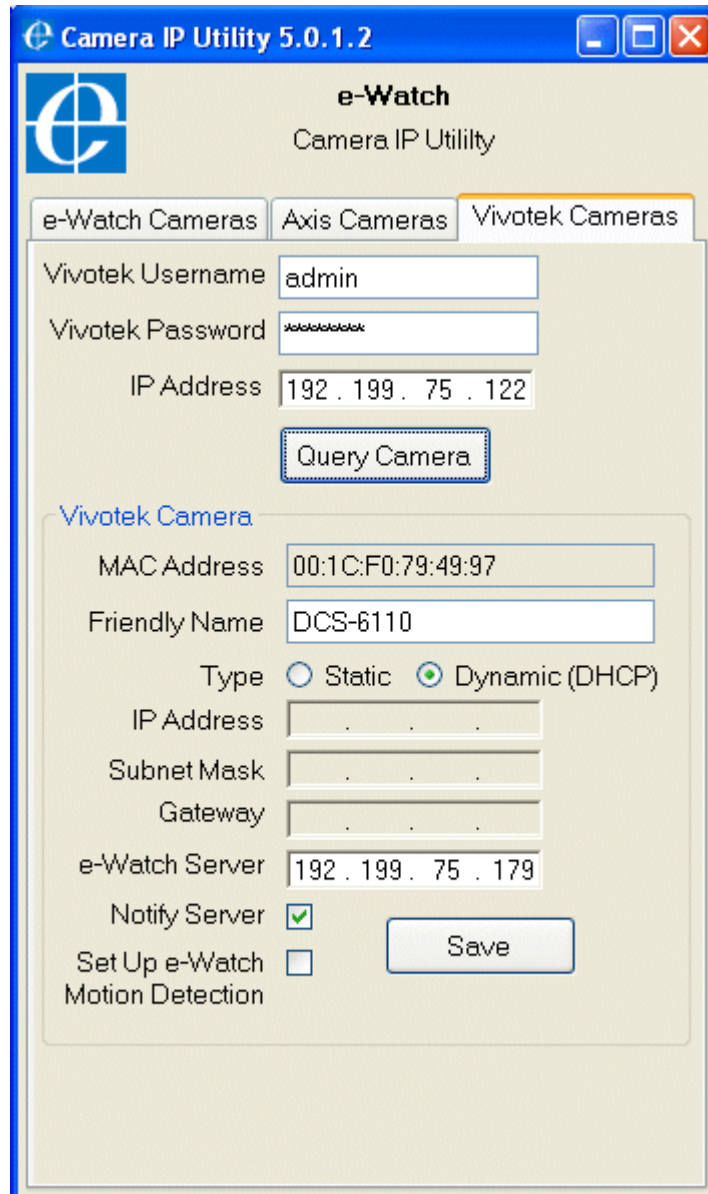 Camera IP Utility 5.0.1.2
e-Watch
Camera IP Utililty
e-Watch Cameras Axis Cameras Vivotek Cameras
Vivotek Username admin
Vivotek Password *********
IP Address 192 . 199 . 75 . 122
Query Camera
Vivotek Camera
MAC Address 00:1C:F0:79:49:97
Friendly Name DCS-6110
Type Static Dynamic (DHCP)
IP Address . . .
Subnet Mask . . .
Gateway . . .
e-Watch Server 192 . 199 . 75 . 179
Notify Server
Save
Set Up e-Watch
Motion Detection